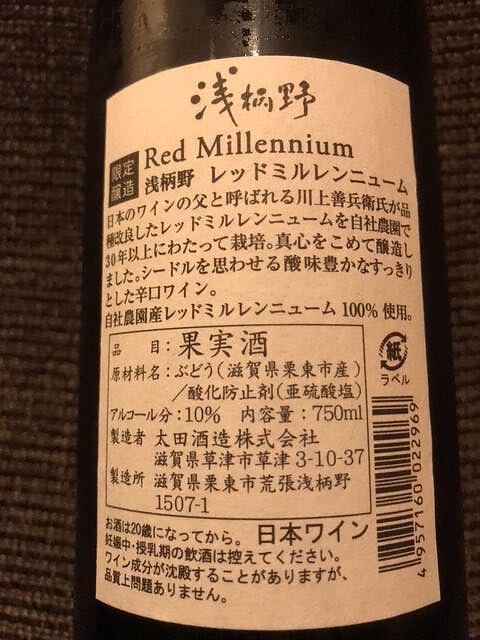 浅柄野
限定
醸造
Red Millennium
浅柄野 レッドミルレンニューム
日本のワインの父と呼ばれる川上善兵衛氏が品
種改良したレッドミルレンニュームを自社農園で
30年以上にわたって栽培。真心をこめて醸造し
ました。シードルを思わせる酸味豊かなすっきり
とした辛口ワイン。
自社農園産レッドミルレンニューム 100% 使用。
品 目：果実酒
原材料名：ぶどう（滋賀県栗東市産）
／酸化防止剤（亜硫酸塩）
アルコール分：10% 内容量：750ml
製造者 太田酒造株式会社
滋賀県草津市草津 3-10-37
製造所 滋賀県栗東市荒張浅柄野
1507-1
紙
ラベル
4 957160 022969
お酒は20歳になってから。 日本ワイン
妊娠中・授乳期の飲酒は控えてください。
ワイン成分が沈殿することがありますが、
品質上問題ありません。